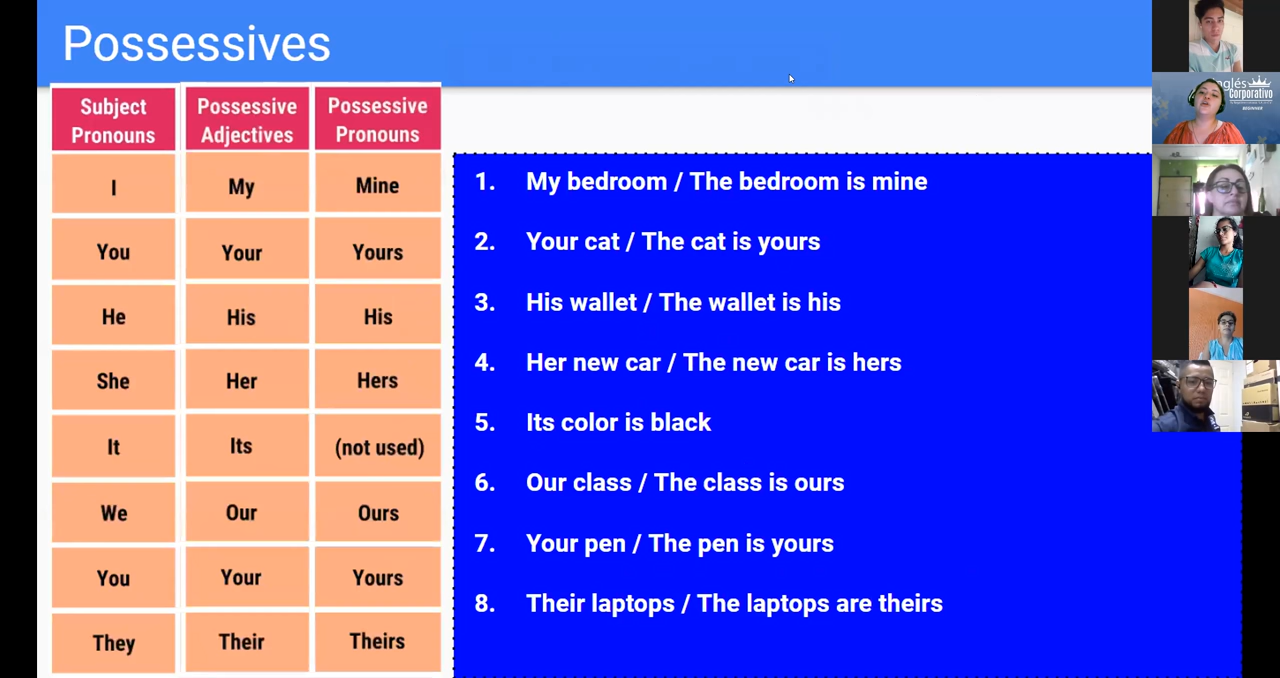 Possessives
Subject Pronouns
Possessive Adjectives
Possessive Pronouns
I My Mine
You Your Yours
He His His
She Her Hers
It Its (not used)
We Our Ours
You Your Yours
They Their Theirs
1. My bedroom / The bedroom is mine
2. Your cat / The cat is yours
3. His wallet / The wallet is his
4. Her new car / The new car is hers
5. Its color is black
6. Our class / The class is ours
7. Your pen / The pen is yours
8. Their laptops / The laptops are theirs
nglés
Corporativo
BEGINNER